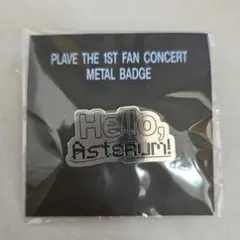 PLAVE THE 1ST FAN CONCERT
METAL BADGE
Hello,
Asterum!